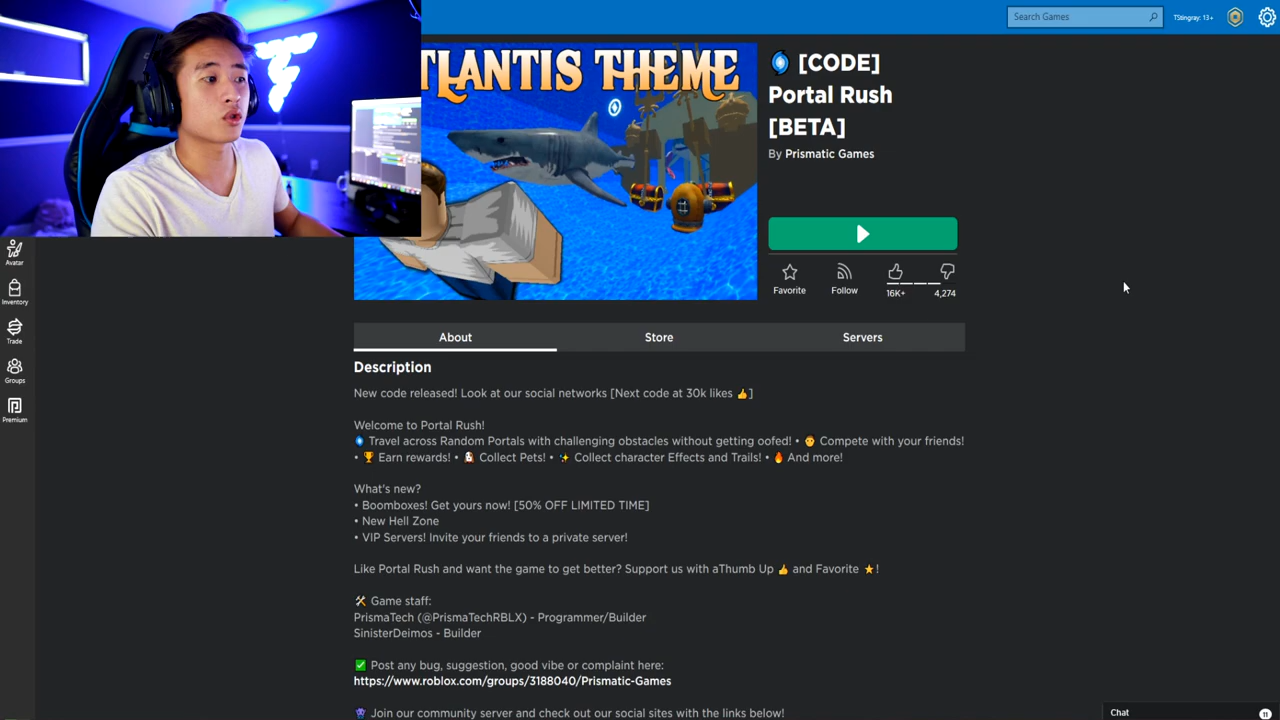 Search Games
TStingray: 13+
TLANTIS THEME
[CODE]
Portal Rush
[BETA]
By Prismatic Games
Favorite
Follow
16K+
4,274
Avatar
Inventory
Trade
Groups
Premium
About
Store
Servers
Description
New code released! Look at our social networks [Next code at 30k likes 👍]
Welcome to Portal Rush!
🌀 Travel across Random Portals with challenging obstacles without getting oofed! • 👨 Compete with your friends!
• 🏆 Earn rewards! • 🐶 Collect Pets! • ✨ Collect character Effects and Trails! • 🔥 And more!
What's new?
• Boomboxes! Get yours now! [50% OFF LIMITED TIME]
• New Hell Zone
• VIP Servers! Invite your friends to a private server!
Like Portal Rush and want the game to get better? Support us with aThumb Up 👍 and Favorite ⭐!
🛠 Game staff:
PrismaTech (@PrismaTechRBLX) - Programmer/Builder
SinisterDeimos - Builder
✅ Post any bug, suggestion, good vibe or complaint here:
https://www.roblox.com/groups/3188040/Prismatic-Games
👾 Join our community server and check out our social sites with the links below!
Chat
11